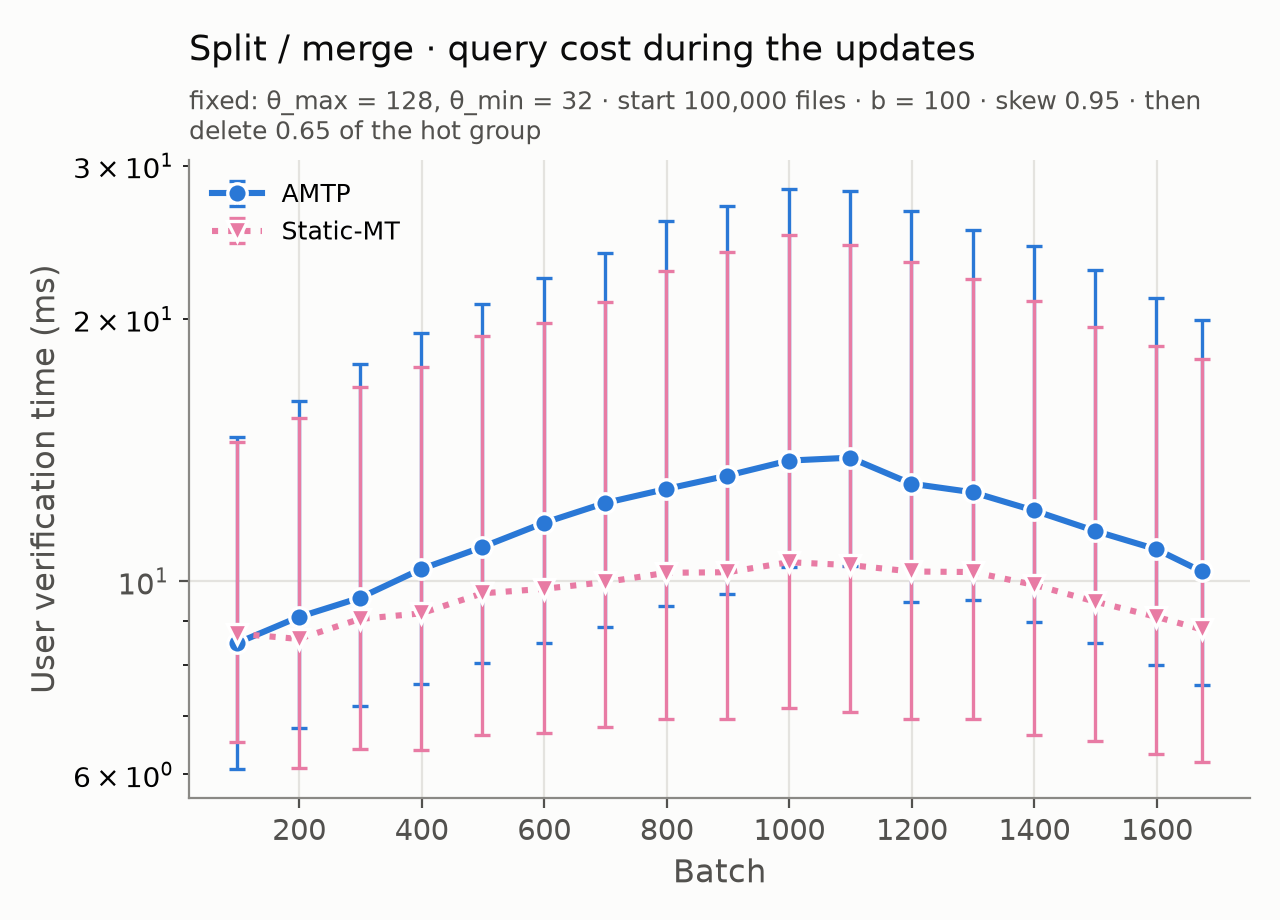 Split / merge · query cost during the updates
fixed: θ_max = 128, θ_min = 32 · start 100,000 files · b = 100 · skew 0.95 · then
delete 0.65 of the hot group
3 × 10¹
AMTP
Static-MT
2 × 10¹
10¹
6 × 10⁰
User verification time (ms)
200 400 600 800 1000 1200 1400 1600
Batch